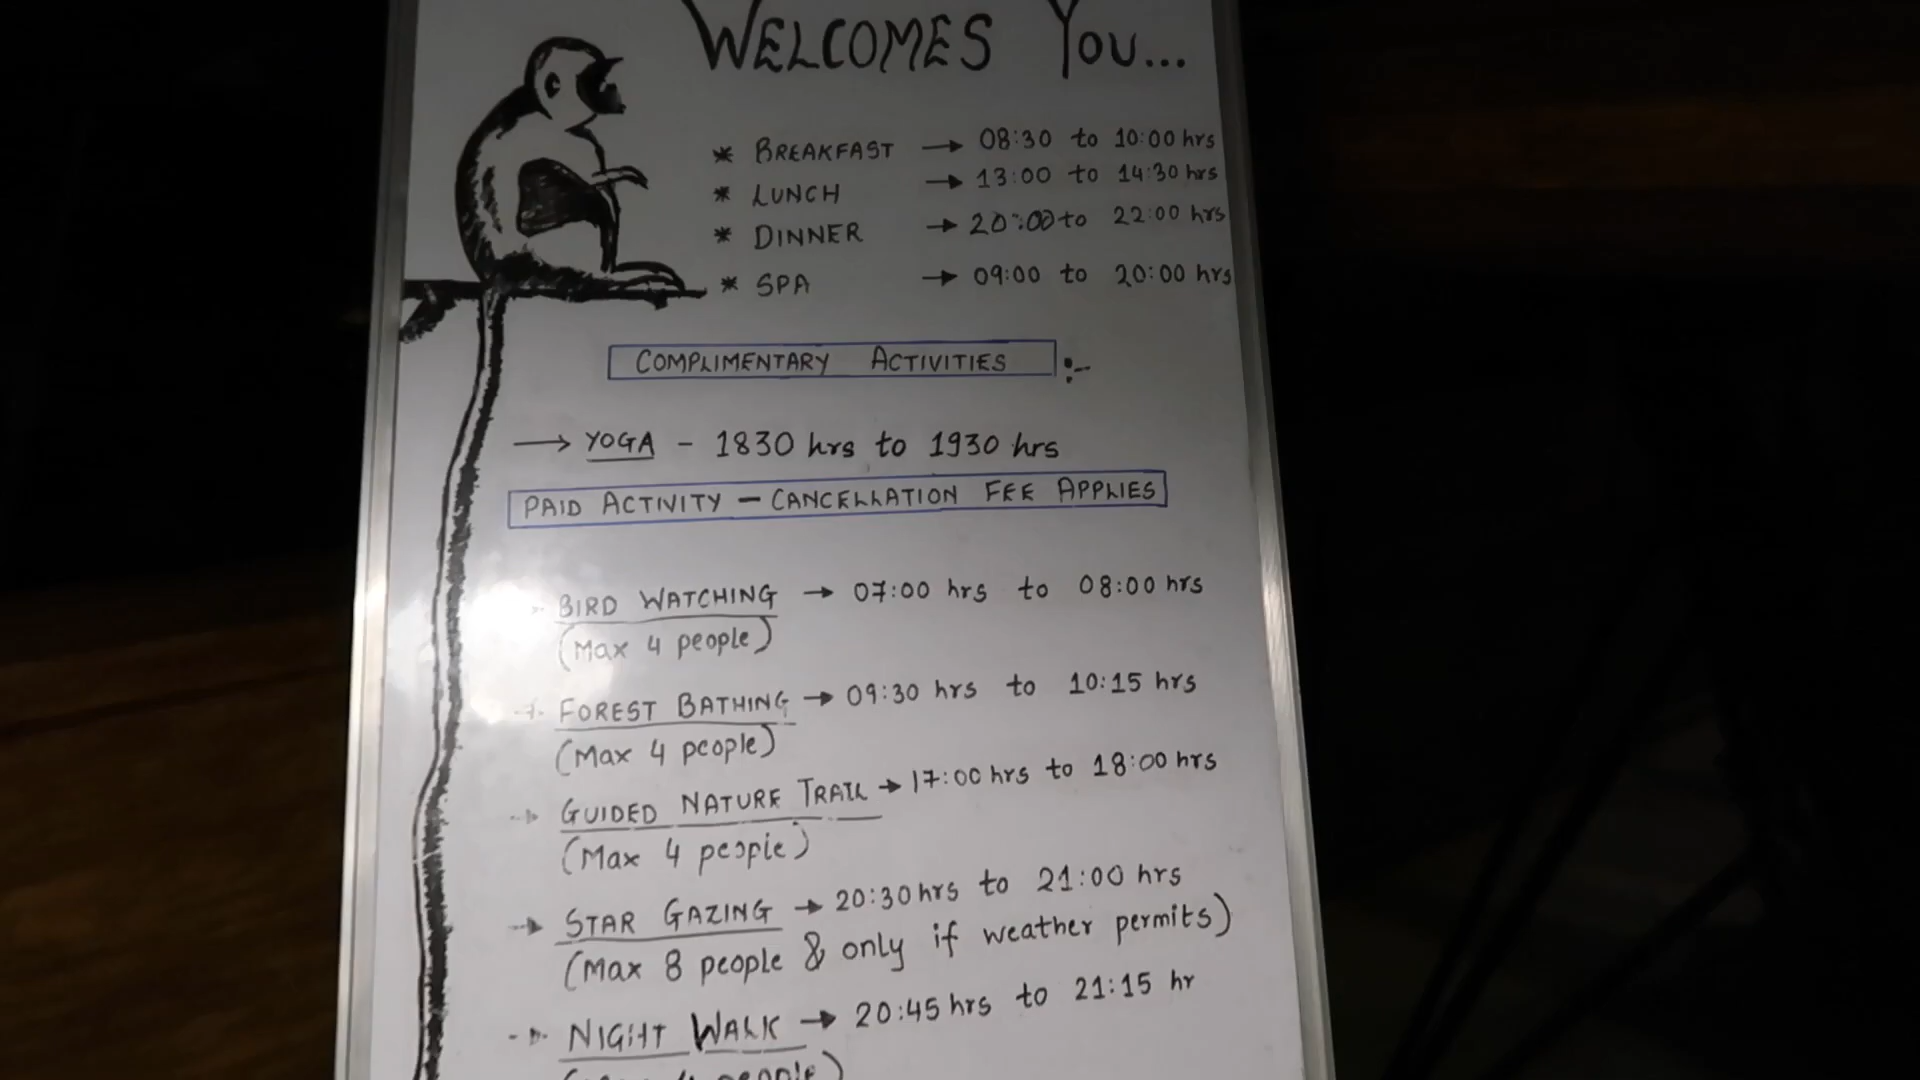 WELCOMES YOU...
* BREAKFAST → 08:30 to 10:00 hrs
* LUNCH → 13:00 to 14:30 hrs
* DINNER → 20:00 to 22:00 hrs
* SPA → 09:00 to 20:00 hrs
COMPLIMENTARY ACTIVITIES :-
→ YOGA - 1830 hrs to 1930 hrs
PAID ACTIVITY - CANCELLATION FEE APPLIES
→ BIRD WATCHING → 07:00 hrs to 08:00 hrs
(Max 4 people)
→ FOREST BATHING → 09:30 hrs to 10:15 hrs
(Max 4 people)
→ GUIDED NATURE TRAIL → 17:00 hrs to 18:00 hrs
(Max 4 people)
→ STAR GAZING → 20:30 hrs to 21:00 hrs
(Max 8 people & only if weather permits)
→ NIGHT WALK → 20:45 hrs to 21:15 hr
4 people)